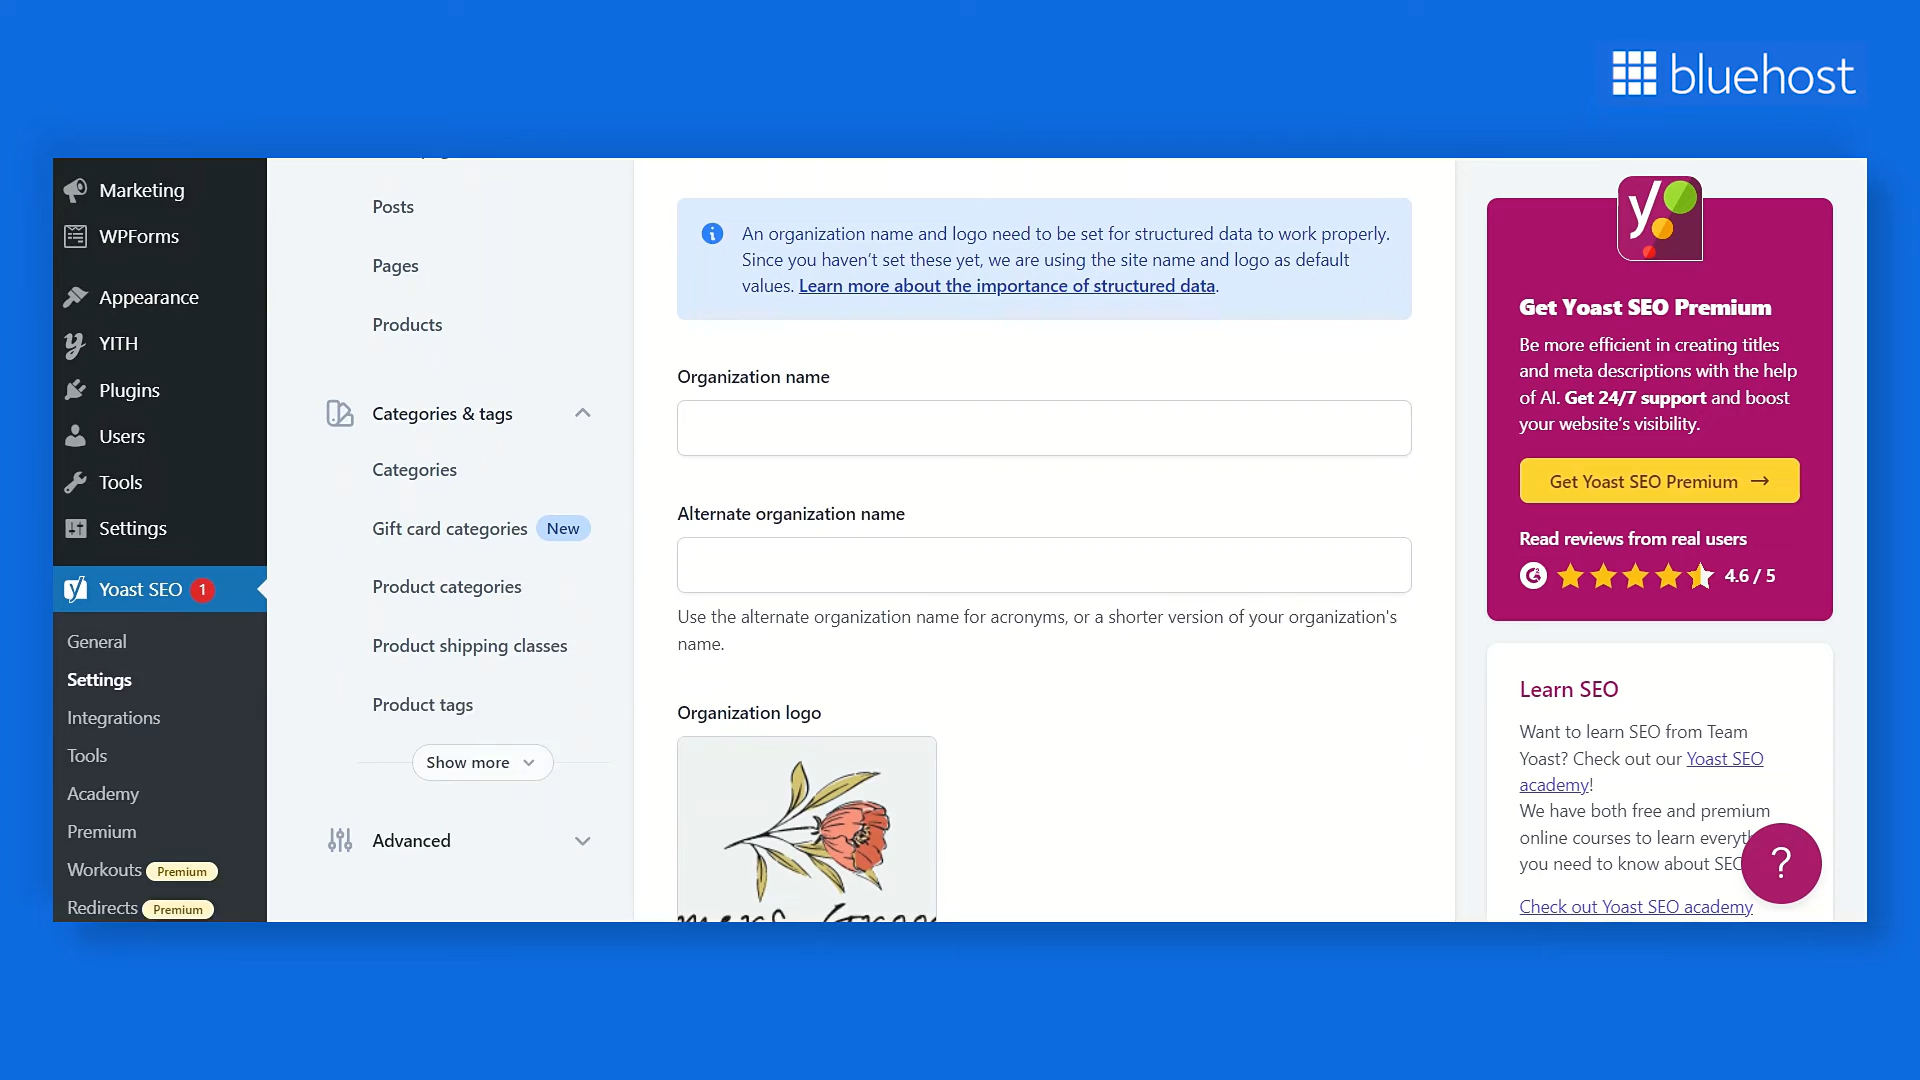 bluehost
Marketing
WPForms
Appearance
YITH
Plugins
Users
Tools
Settings
Yoast SEO 1
General
Settings
Integrations
Tools
Academy
Premium
Workouts Premium
Redirects Premium
Posts
Pages
Products
Categories & tags
Categories
Gift card categories New
Product categories
Product shipping classes
Product tags
Show more
Advanced
An organization name and logo need to be set for structured data to work properly.
Since you haven’t set these yet, we are using the site name and logo as default
values. Learn more about the importance of structured data.
Organization name
Alternate organization name
Use the alternate organization name for acronyms, or a shorter version of your organization's
name.
Organization logo
Get Yoast SEO Premium
Be more efficient in creating titles
and meta descriptions with the help
of AI. Get 24/7 support and boost
your website’s visibility.
Get Yoast SEO Premium →
Read reviews from real users
4.6 / 5
Learn SEO
Want to learn SEO from Team
Yoast? Check out our Yoast SEO
academy!
We have both free and premium
online courses to learn everyth
you need to know about SEO
?
Check out Yoast SEO academy